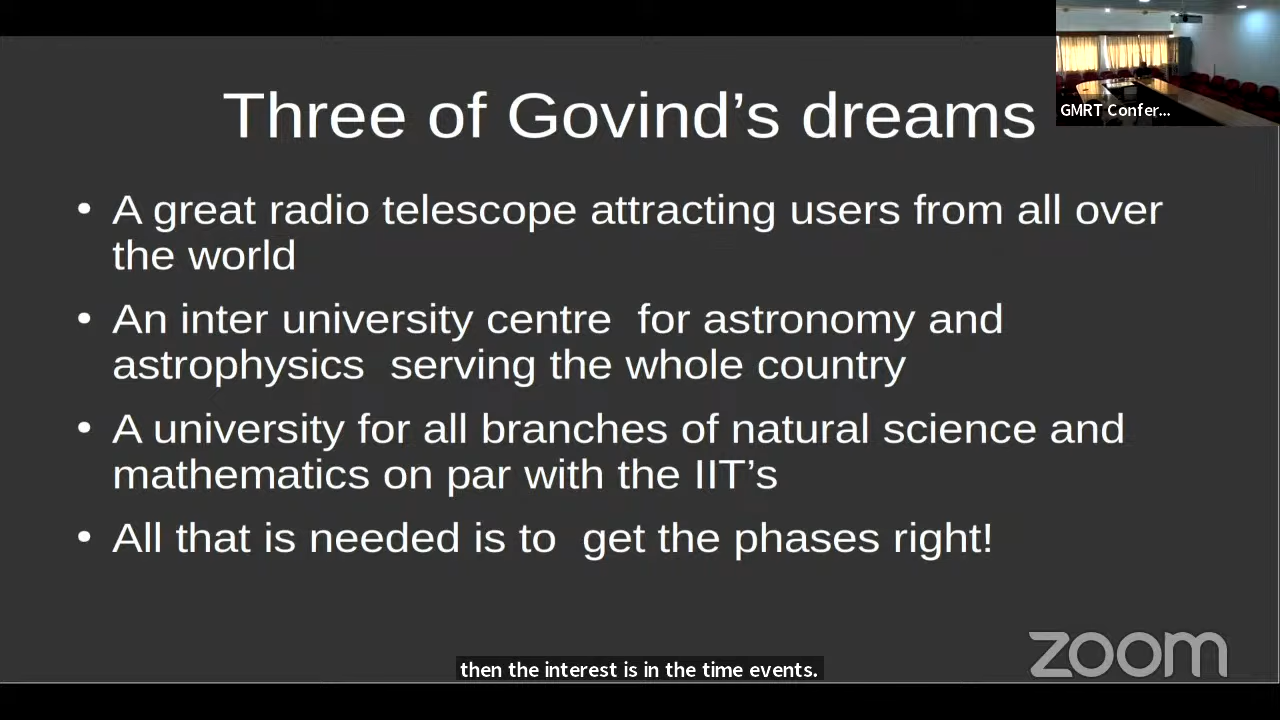 Three of Govind’s dreams
GMRT Confer...
• A great radio telescope attracting users from all over
the world
• An inter university centre  for astronomy and
astrophysics  serving the whole country
• A university for all branches of natural science and
mathematics on par with the IIT’s
• All that is needed is to  get the phases right!
zoom
then the interest is in the time events.